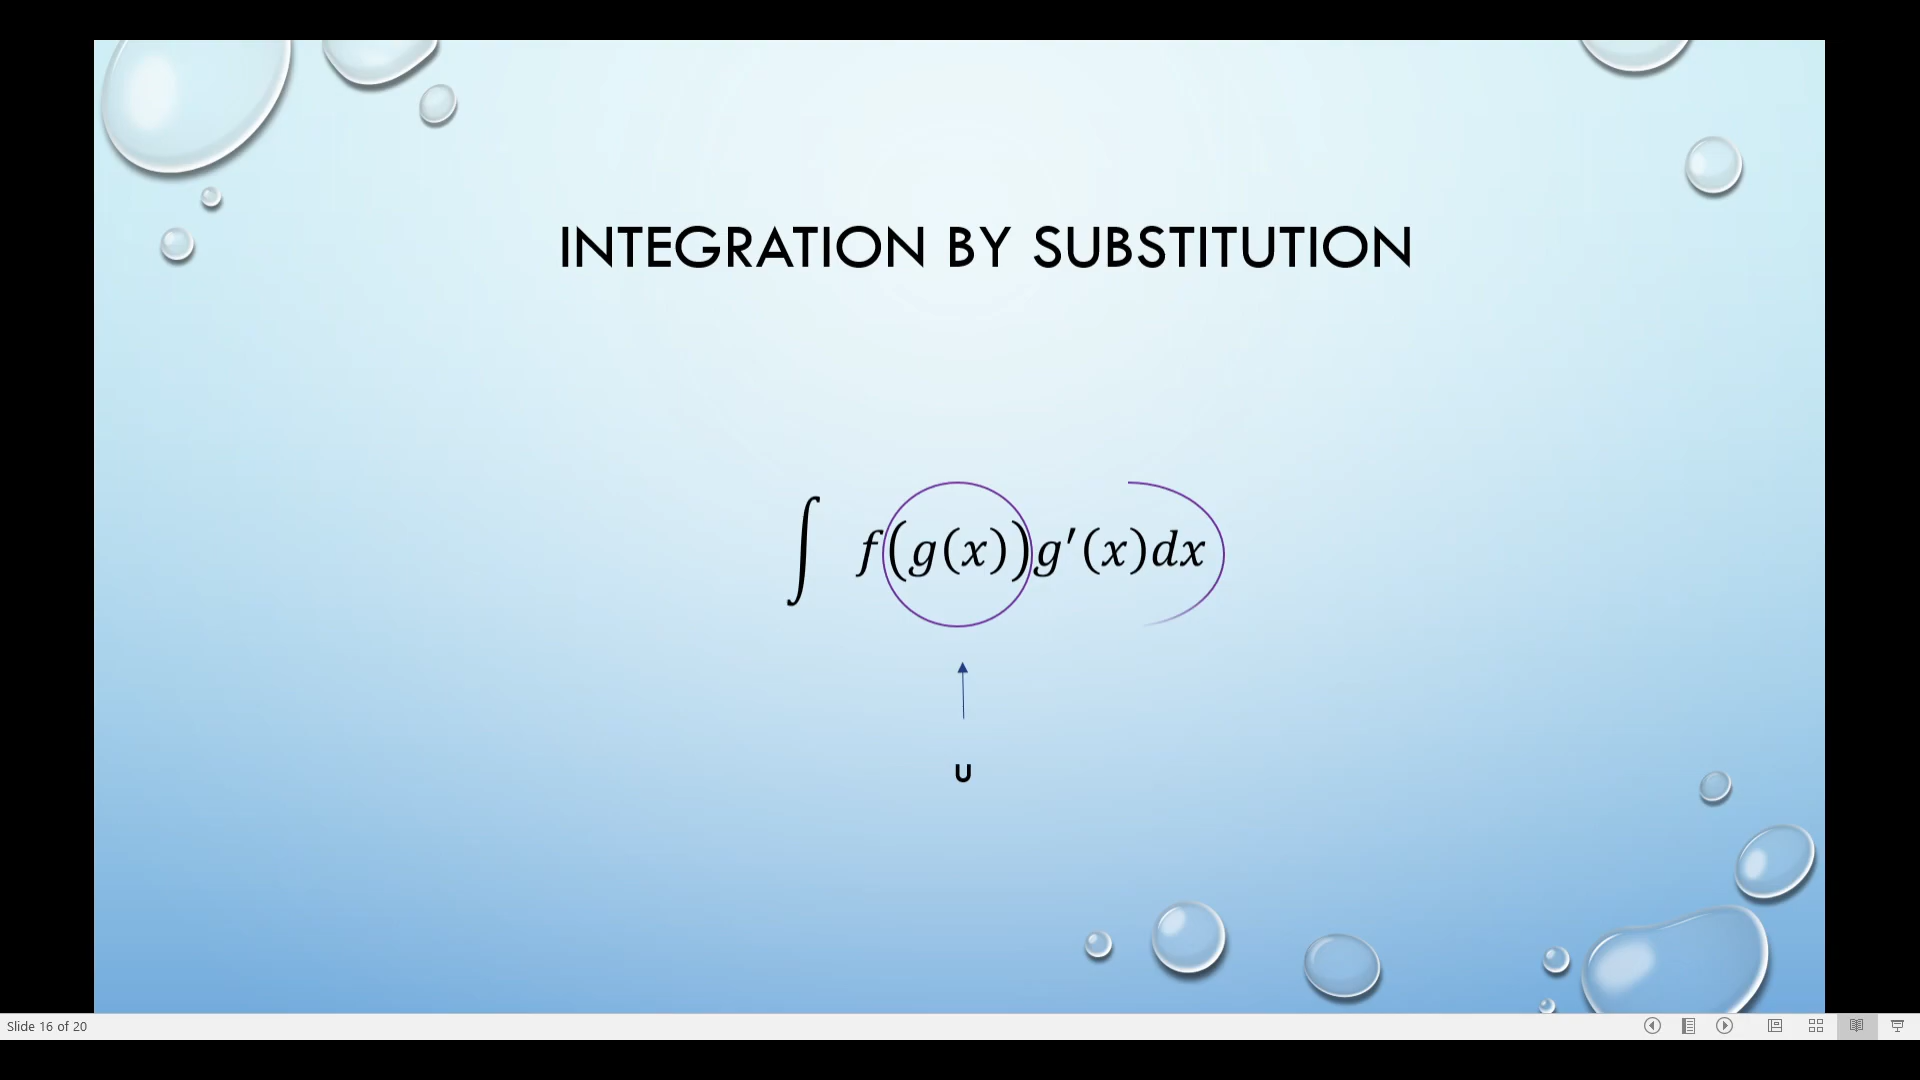 INTEGRATION BY SUBSTITUTION
∫ f(g(x))g′(x)dx
U
Slide 16 of 20